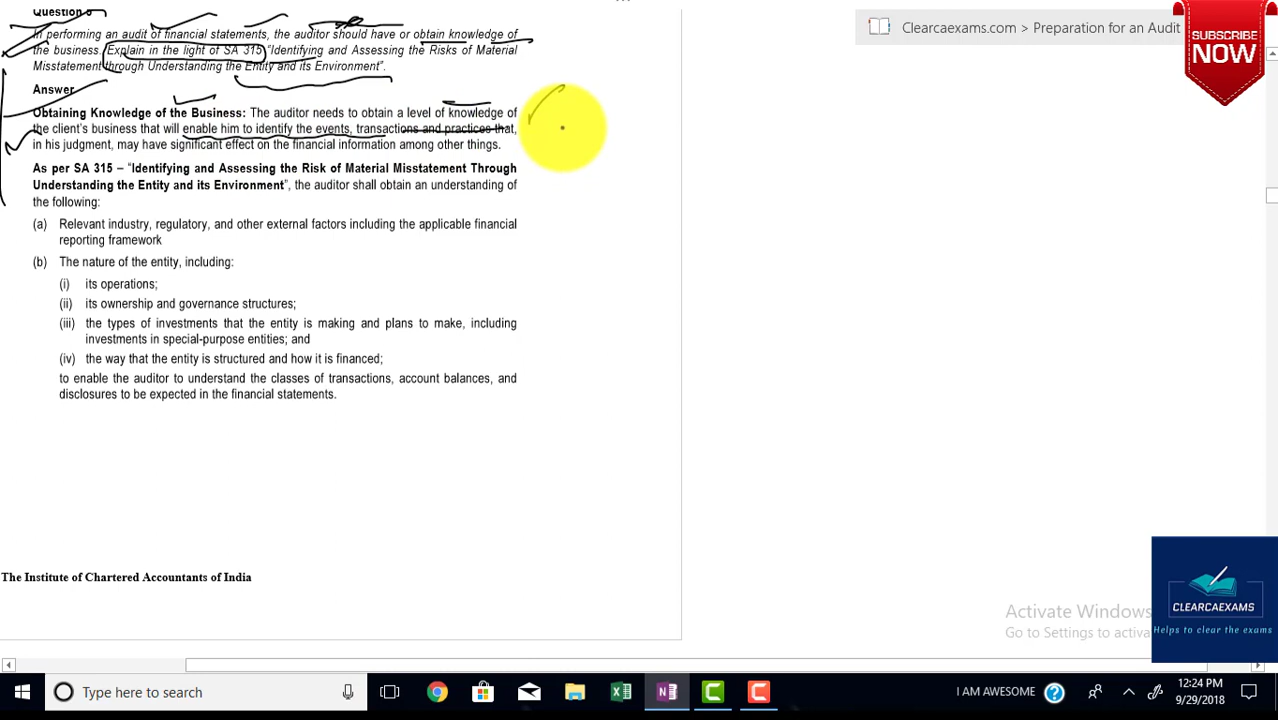 Question 5
In performing an audit of financial statements, the auditor should have or obtain knowledge of
the business. Explain in the light of SA 315 "Identifying and Assessing the Risks of Material
Misstatement through Understanding the Entity and its Environment".
Answer
Obtaining Knowledge of the Business: The auditor needs to obtain a level of knowledge of
the client's business that will enable him to identify the events, transactions and practices that,
in his judgment, may have significant effect on the financial information among other things.
As per SA 315 – "Identifying and Assessing the Risk of Material Misstatement Through
Understanding the Entity and its Environment", the auditor shall obtain an understanding of
the following:
(a) Relevant industry, regulatory, and other external factors including the applicable financial
reporting framework
(b) The nature of the entity, including:
(i) its operations;
(ii) its ownership and governance structures;
(iii) the types of investments that the entity is making and plans to make, including
investments in special-purpose entities; and
(iv) the way that the entity is structured and how it is financed;
to enable the auditor to understand the classes of transactions, account balances, and
disclosures to be expected in the financial statements.
The Institute of Chartered Accountants of India
Clearcaexams.com > Preparation for an Audit
SUBSCRIBE
NOW
Activate Windows
Go to Settings to activa
CLEARCAEXAMS
Helps to clear the exams
Type here to search
I AM AWESOME
12:24 PM
9/29/2018